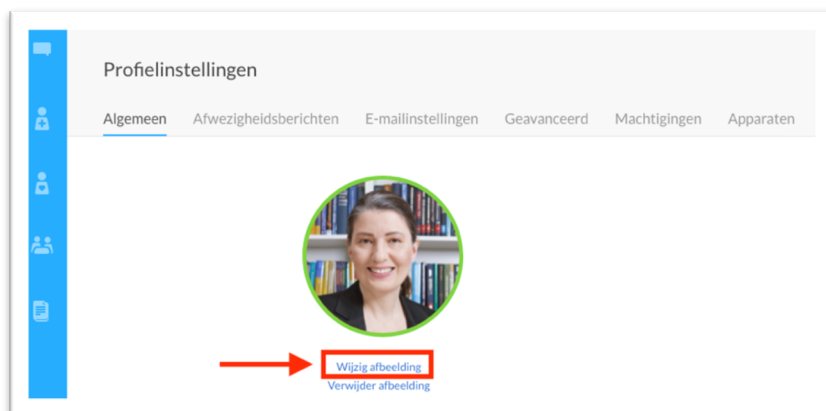 Profielinstellingen
Algemeen Afwezigheidsberichten E-mailinstellingen Geavanceerd Machtigingen Apparaten
Wijzig afbeelding
Verwijder afbeelding